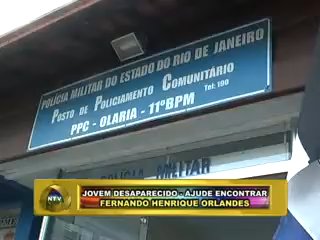 POLÍCIA MILITAR DO ESTADO DO RIO DE JANEIRO
POSTO DE POLICIAMENTO COMUNITÁRIO
PPC - OLARIA - 11ºBPM
Tel: 190
POLÍCIA MILITAR
NTV
JOVEM DESAPARECIDO - AJUDE ENCONTRAR
FERNANDO HENRIQUE ORLANDES